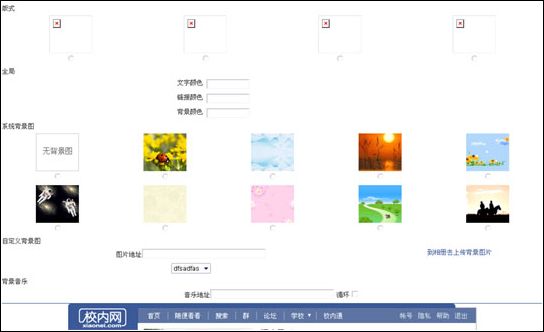 版式
全局
文字颜色
链接颜色
背景颜色
系统背景图
无背景图
自定义背景图
图片地址
到相册去上传背景图片
dfsadfas
背景音乐
音乐地址 循环
校内网
xiaonei.com
首页 | 随便看看 | 搜索 | 群 | 论坛 | 学校 ▼ | 校内通 帐号 隐私 帮助 退出